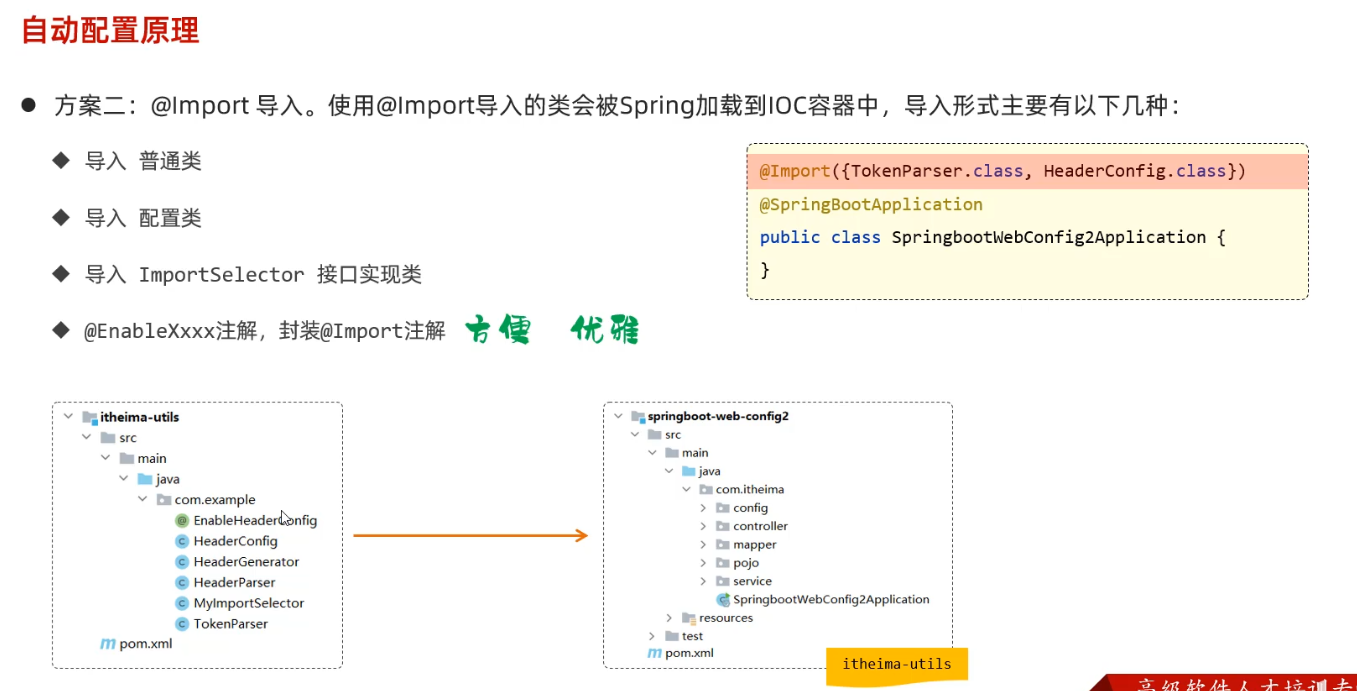 自动配置原理
● 方案二：@Import 导入。使用@Import导入的类会被Spring加载到IOC容器中，导入形式主要有以下几种：
◆ 导入 普通类
◆ 导入 配置类
◆ 导入 ImportSelector 接口实现类
◆ @EnableXxxx注解，封装@Import注解 方便 优雅
@Import({TokenParser.class, HeaderConfig.class})
@SpringBootApplication
public class SpringbootWebConfig2Application {
}
itheima-utils
src
main
java
com.example
EnableHeaderConfig
HeaderConfig
HeaderGenerator
HeaderParser
MyImportSelector
TokenParser
pom.xml
springboot-web-config2
src
main
java
com.itheima
config
controller
mapper
pojo
service
SpringbootWebConfig2Application
resources
test
pom.xml
itheima-utils
高级软件人才培训专